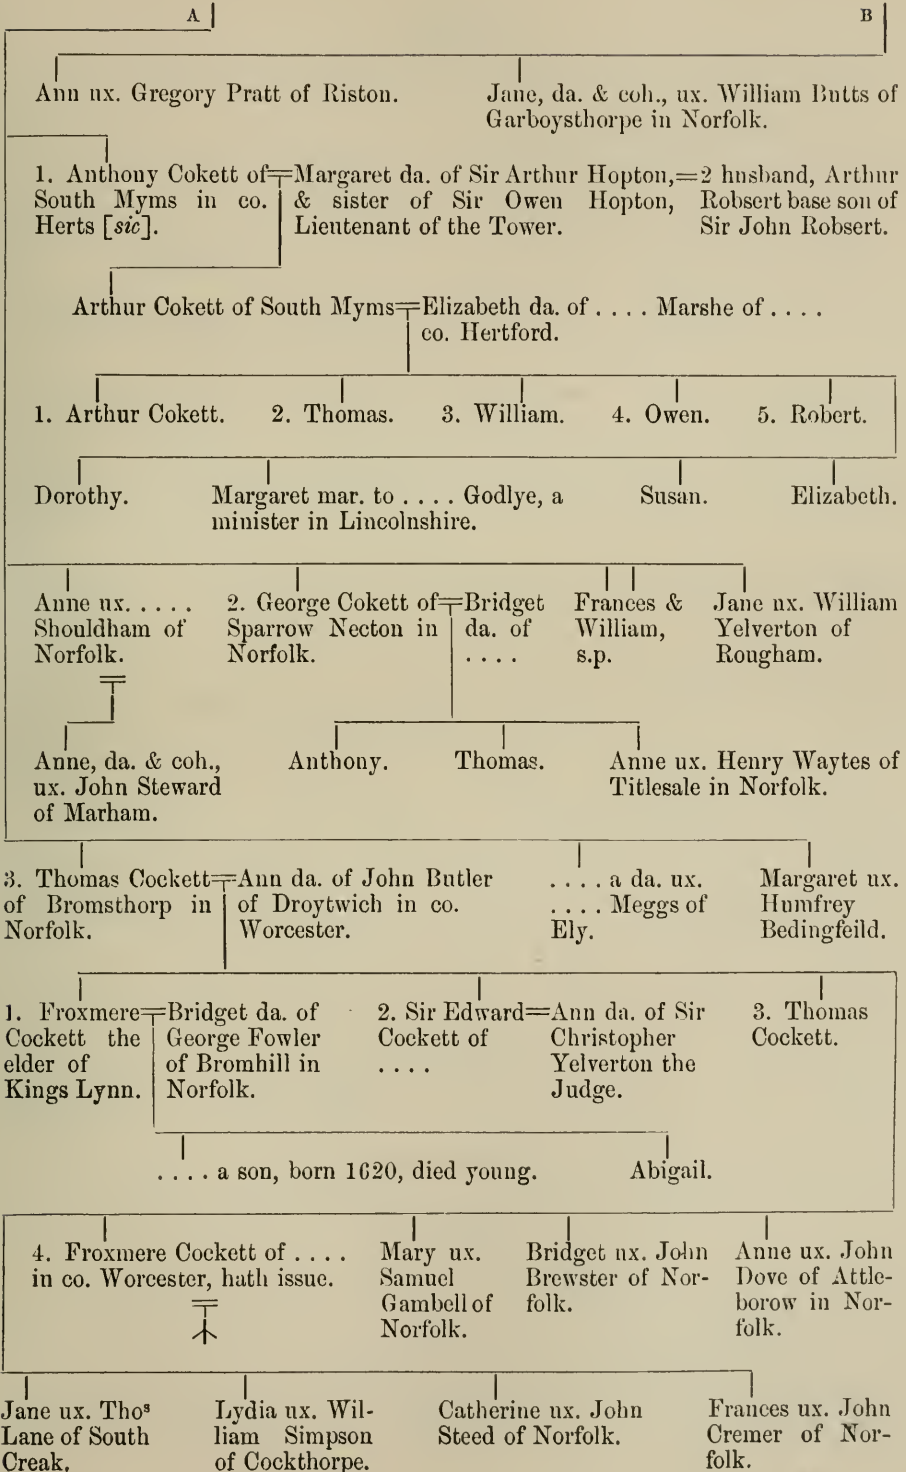 A B
Ann ux. Gregory Pratt of Riston.
Jane, da. & coh., ux. William Butts of
Garboysthorpe in Norfolk.
1. Anthony Cokett of
South Myms in co.
Herts [sic].
Margaret da. of Sir Arthur Hopton,
& sister of Sir Owen Hopton,
Lieutenant of the Tower.
2 husband, Arthur
Robsert base son of
Sir John Robsert.
Arthur Cokett of South Myms
Elizabeth da. of . . . . Marshe of . . . .
co. Hertford.
1. Arthur Cokett. 2. Thomas. 3. William. 4. Owen. 5. Robert.
Dorothy.
Margaret mar. to . . . . Godlye, a
minister in Lincolnshire.
Susan.
Elizabeth.
Anne ux. . . . .
Shouldham of
Norfolk.
2. George Cokett of
Sparrow Necton in
Norfolk.
Bridget
da. of
. . . .
Frances &
William,
s.p.
Jane ux. William
Yelverton of
Rougham.
Anne, da. & coh.,
ux. John Steward
of Marham.
Anthony.
Thomas.
Anne ux. Henry Waytes of
Titlesale in Norfolk.
3. Thomas Cockett
of Bromsthorp in
Norfolk.
Ann da. of John Butler
of Droytwich in co.
Worcester.
. . . . a da. ux.
. . . . Meggs of
Ely.
Margaret ux.
Humfrey
Bedingfeild.
1. Froxmere
Cockett the
elder of
Kings Lynn.
Bridget da. of
George Fowler
of Bromhill in
Norfolk.
2. Sir Edward
Cockett of
. . . .
Ann da. of Sir
Christopher
Yelverton the
Judge.
3. Thomas
Cockett.
. . . . a son, born 1620, died young.
Abigail.
4. Froxmere Cockett of . . . .
in co. Worcester, hath issue.
Mary ux.
Samuel
Gambell of
Norfolk.
Bridget ux. John
Brewster of Nor-
folk.
Anne ux. John
Dove of Attle-
borow in Nor-
folk.
Jane ux. Thoˢ
Lane of South
Creak.
Lydia ux. Wil-
liam Simpson
of Cockthorpe.
Catherine ux. John
Steed of Norfolk.
Frances ux. John
Cremer of Nor-
folk.